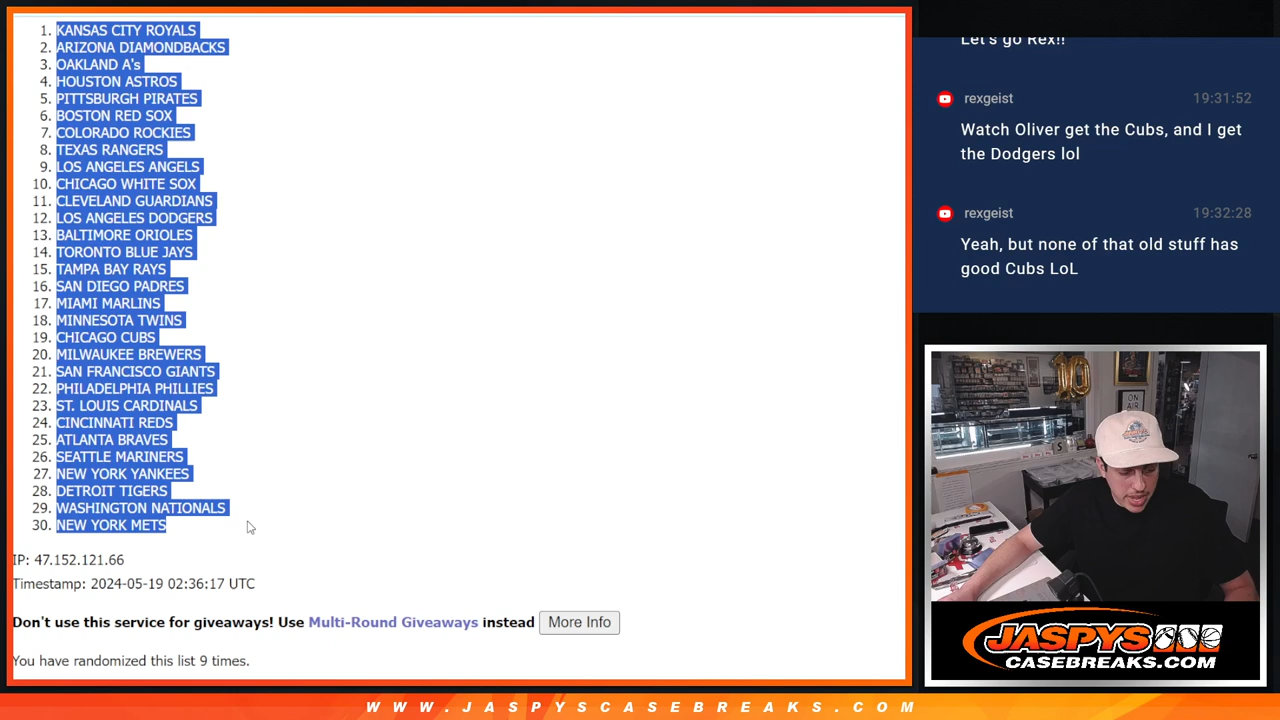 1. KANSAS CITY ROYALS
2. ARIZONA DIAMONDBACKS
3. OAKLAND A's
4. HOUSTON ASTROS
5. PITTSBURGH PIRATES
6. BOSTON RED SOX
7. COLORADO ROCKIES
8. TEXAS RANGERS
9. LOS ANGELES ANGELS
10. CHICAGO WHITE SOX
11. CLEVELAND GUARDIANS
12. LOS ANGELES DODGERS
13. BALTIMORE ORIOLES
14. TORONTO BLUE JAYS
15. TAMPA BAY RAYS
16. SAN DIEGO PADRES
17. MIAMI MARLINS
18. MINNESOTA TWINS
19. CHICAGO CUBS
20. MILWAUKEE BREWERS
21. SAN FRANCISCO GIANTS
22. PHILADELPHIA PHILLIES
23. ST. LOUIS CARDINALS
24. CINCINNATI REDS
25. ATLANTA BRAVES
26. SEATTLE MARINERS
27. NEW YORK YANKEES
28. DETROIT TIGERS
29. WASHINGTON NATIONALS
30. NEW YORK METS
IP: 47.152.121.66
Timestamp: 2024-05-19 02:36:17 UTC
Don't use this service for giveaways! Use Multi-Round Giveaways instead More Info
You have randomized this list 9 times.
Let's go Rex!!
rexgeist 19:31:52
Watch Oliver get the Cubs, and I get
the Dodgers lol
rexgeist 19:32:28
Yeah, but none of that old stuff has
good Cubs LoL
10
ON
AIR
JASPYS
CASEBREAKS.COM
WWW.JASPYSCASEBREAKS.COM